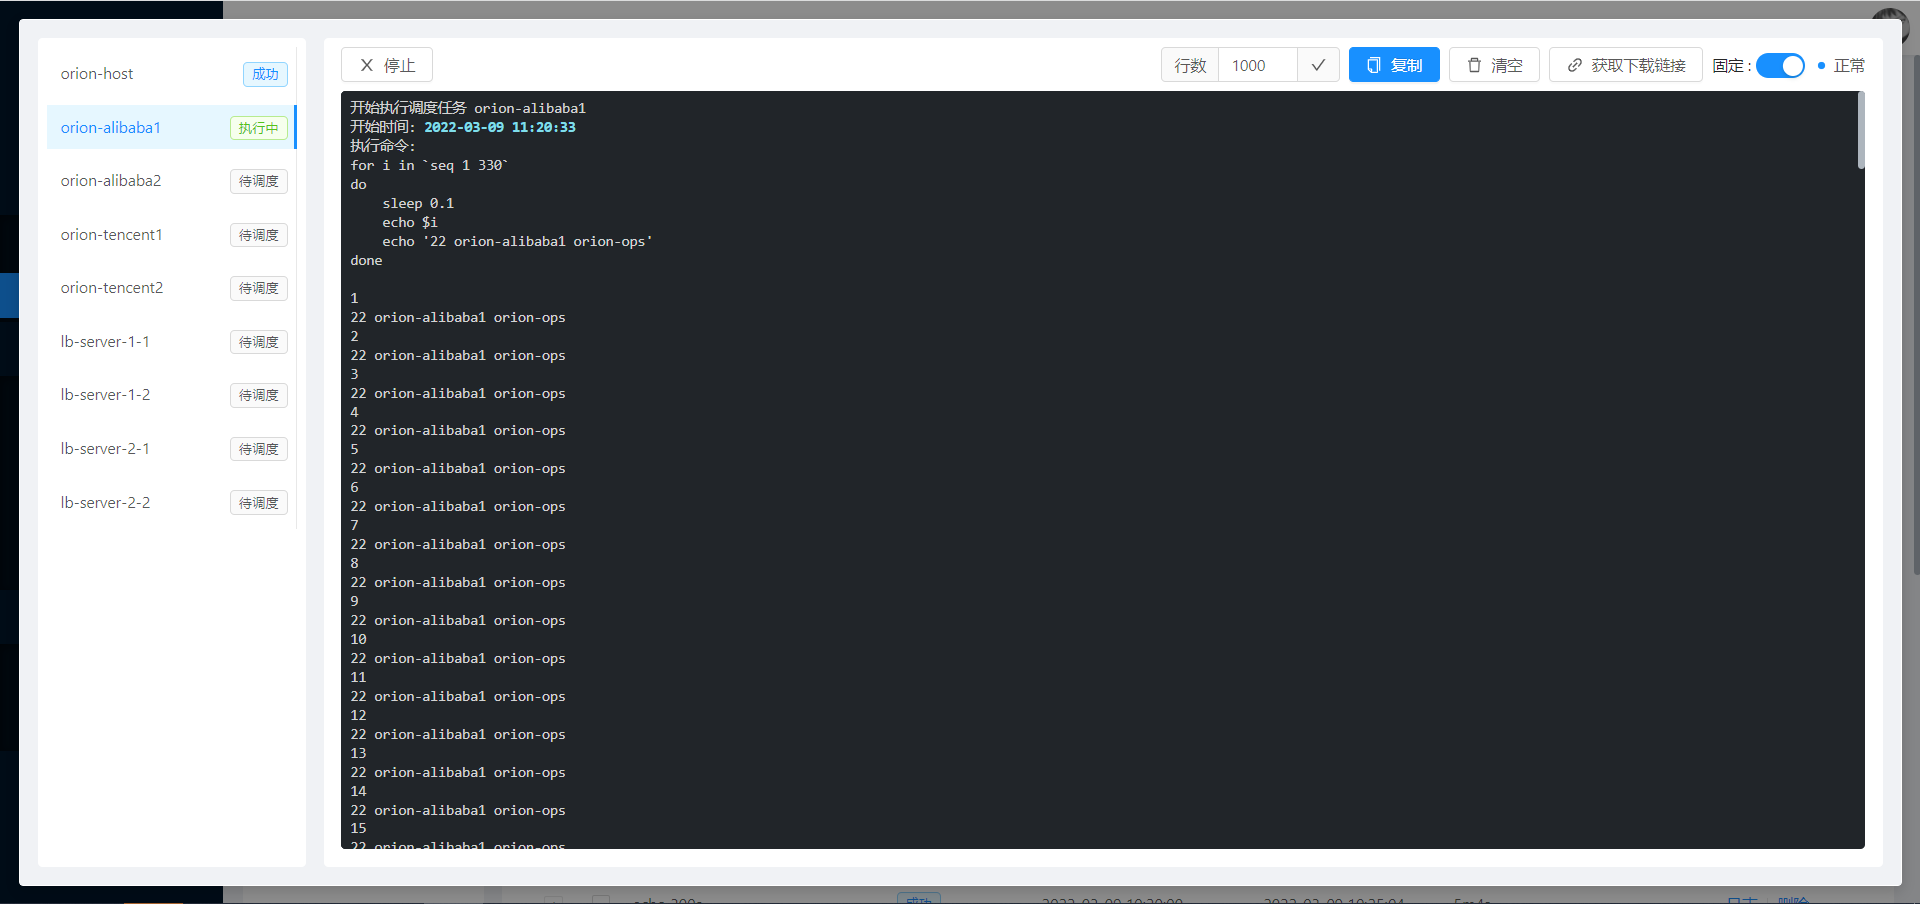 orion-host 成功
orion-alibaba1 执行中
orion-alibaba2 待调度
orion-tencent1 待调度
orion-tencent2 待调度
lb-server-1-1 待调度
lb-server-1-2 待调度
lb-server-2-1 待调度
lb-server-2-2 待调度
停止 行数 1000 复制 清空 获取下载链接 固定 : 正常
开始执行调度任务 orion-alibaba1
开始时间: 2022-03-09 11:20:33
执行命令:
for i in `seq 1 330`
do
    sleep 0.1
    echo $i
    echo '22 orion-alibaba1 orion-ops'
done
1
22 orion-alibaba1 orion-ops
2
22 orion-alibaba1 orion-ops
3
22 orion-alibaba1 orion-ops
4
22 orion-alibaba1 orion-ops
5
22 orion-alibaba1 orion-ops
6
22 orion-alibaba1 orion-ops
7
22 orion-alibaba1 orion-ops
8
22 orion-alibaba1 orion-ops
9
22 orion-alibaba1 orion-ops
10
22 orion-alibaba1 orion-ops
11
22 orion-alibaba1 orion-ops
12
22 orion-alibaba1 orion-ops
13
22 orion-alibaba1 orion-ops
14
22 orion-alibaba1 orion-ops
15
22 orion-alibaba1 orion-ops